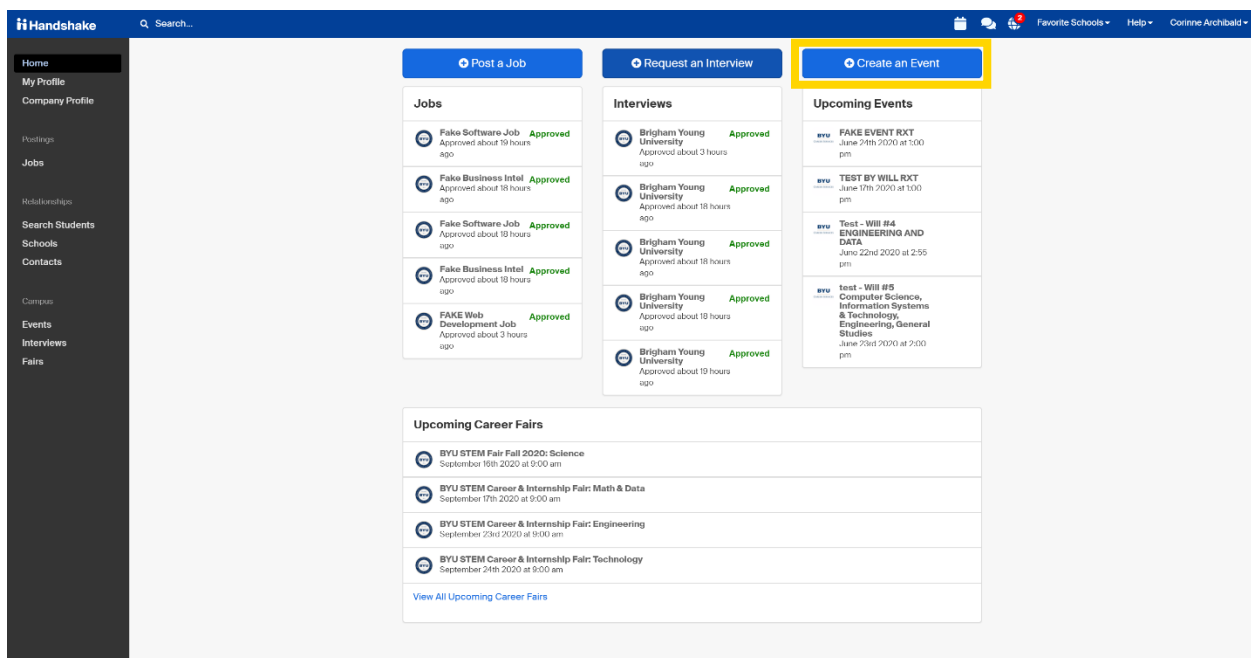 Handshake
Search...
2
Favorite Schools
Help
Corinne Archibald
Home
My Profile
Company Profile
Postings
Jobs
Relationships
Search Students
Schools
Contacts
Campus
Events
Interviews
Fairs
Post a Job
Request an Interview
Create an Event
Jobs
Fake Software Job Approved
Approved about 19 hours
ago
Fake Business Intel Approved
Approved about 18 hours
ago
Fake Software Job Approved
Approved about 18 hours
ago
Fake Business Intel Approved
Approved about 18 hours
ago
FAKE Web Approved
Development Job
Approved about 3 hours
ago
Interviews
Brigham Young Approved
University
Approved about 3 hours
ago
Brigham Young Approved
University
Approved about 18 hours
ago
Brigham Young Approved
University
Approved about 18 hours
ago
Brigham Young Approved
University
Approved about 18 hours
ago
Brigham Young Approved
University
Approved about 19 hours
ago
Upcoming Events
BYU FAKE EVENT RXT
June 24th 2020 at 1:00
pm
BYU TEST BY WILL RXT
June 17th 2020 at 1:00
pm
BYU Test - Will #4
ENGINEERING AND
DATA
June 22nd 2020 at 2:55
pm
BYU test - Will #5
Computer Science,
Information Systems
& Technology,
Engineering, General
Studies
June 23rd 2020 at 2:00
pm
Upcoming Career Fairs
BYU STEM Fair Fall 2020: Science
September 16th 2020 at 9:00 am
BYU STEM Career & Internship Fair: Math & Data
September 17th 2020 at 9:00 am
BYU STEM Career & Internship Fair: Engineering
September 23rd 2020 at 9:00 am
BYU STEM Career & Internship Fair: Technology
September 24th 2020 at 9:00 am
View All Upcoming Career Fairs